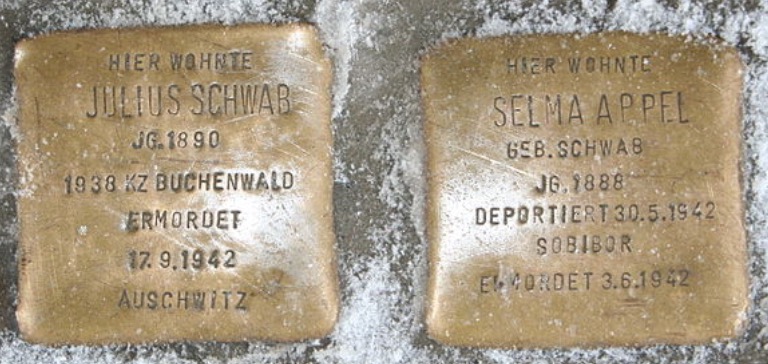 HIER WOHNTE
JULIUS SCHWAB
JG. 1890
1938 KZ BUCHENWALD
ERMORDET
17.9.1942
AUSCHWITZ
HIER WOHNTE
SELMA APPEL
GEB. SCHWAB
JG. 1888
DEPORTIERT 30.5.1942
SOBIBOR
ERMORDET 3.6.1942